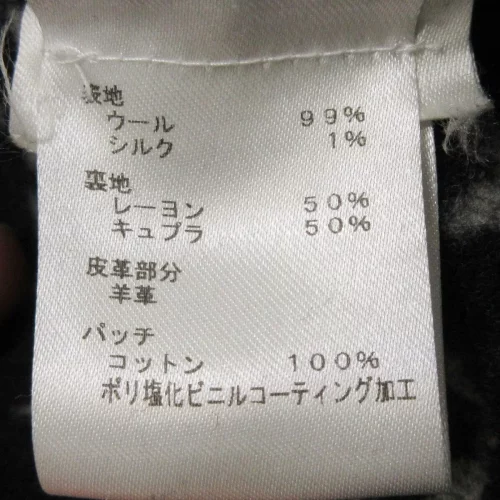 表地
ウール 99%
シルク 1%
裏地
レーヨン 50%
キュプラ 50%
皮革部分
羊革
パッチ
コットン 100%
ポリ塩化ビニルコーティング加工